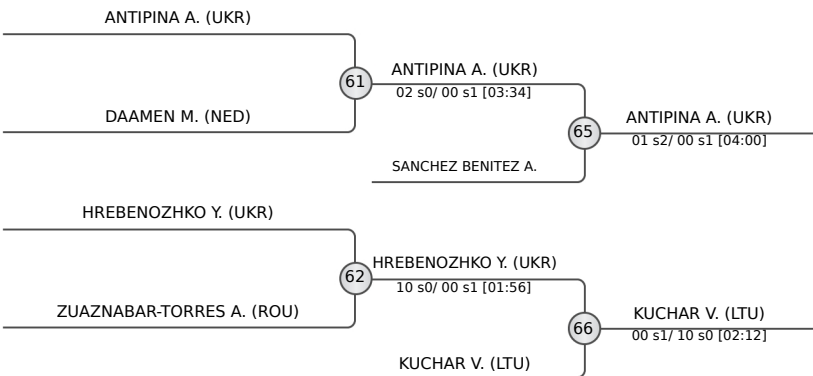 ANTIPINA A. (UKR)
61
ANTIPINA A. (UKR)
02 s0/ 00 s1 [03:34]
DAAMEN M. (NED)
65
ANTIPINA A. (UKR)
01 s2/ 00 s1 [04:00]
SANCHEZ BENITEZ A.
HREBENOZHKO Y. (UKR)
62
HREBENOZHKO Y. (UKR)
10 s0/ 00 s1 [01:56]
ZUAZNABAR-TORRES A. (ROU)
66
KUCHAR V. (LTU)
00 s1/ 10 s0 [02:12]
KUCHAR V. (LTU)